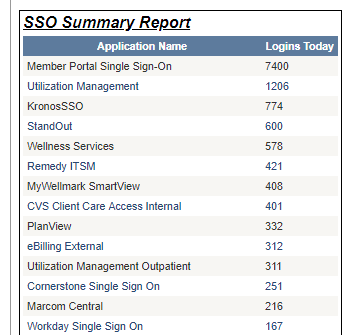 SSO Summary Report
Application Name Logins Today
Member Portal Single Sign-On 7400
Utilization Management 1206
KronosSSO 774
StandOut 600
Wellness Services 578
Remedy ITSM 421
MyWellmark SmartView 408
CVS Client Care Access Internal 401
PlanView 332
eBilling External 312
Utilization Management Outpatient 311
Cornerstone Single Sign On 251
Marcom Central 216
Workday Single Sign On 167